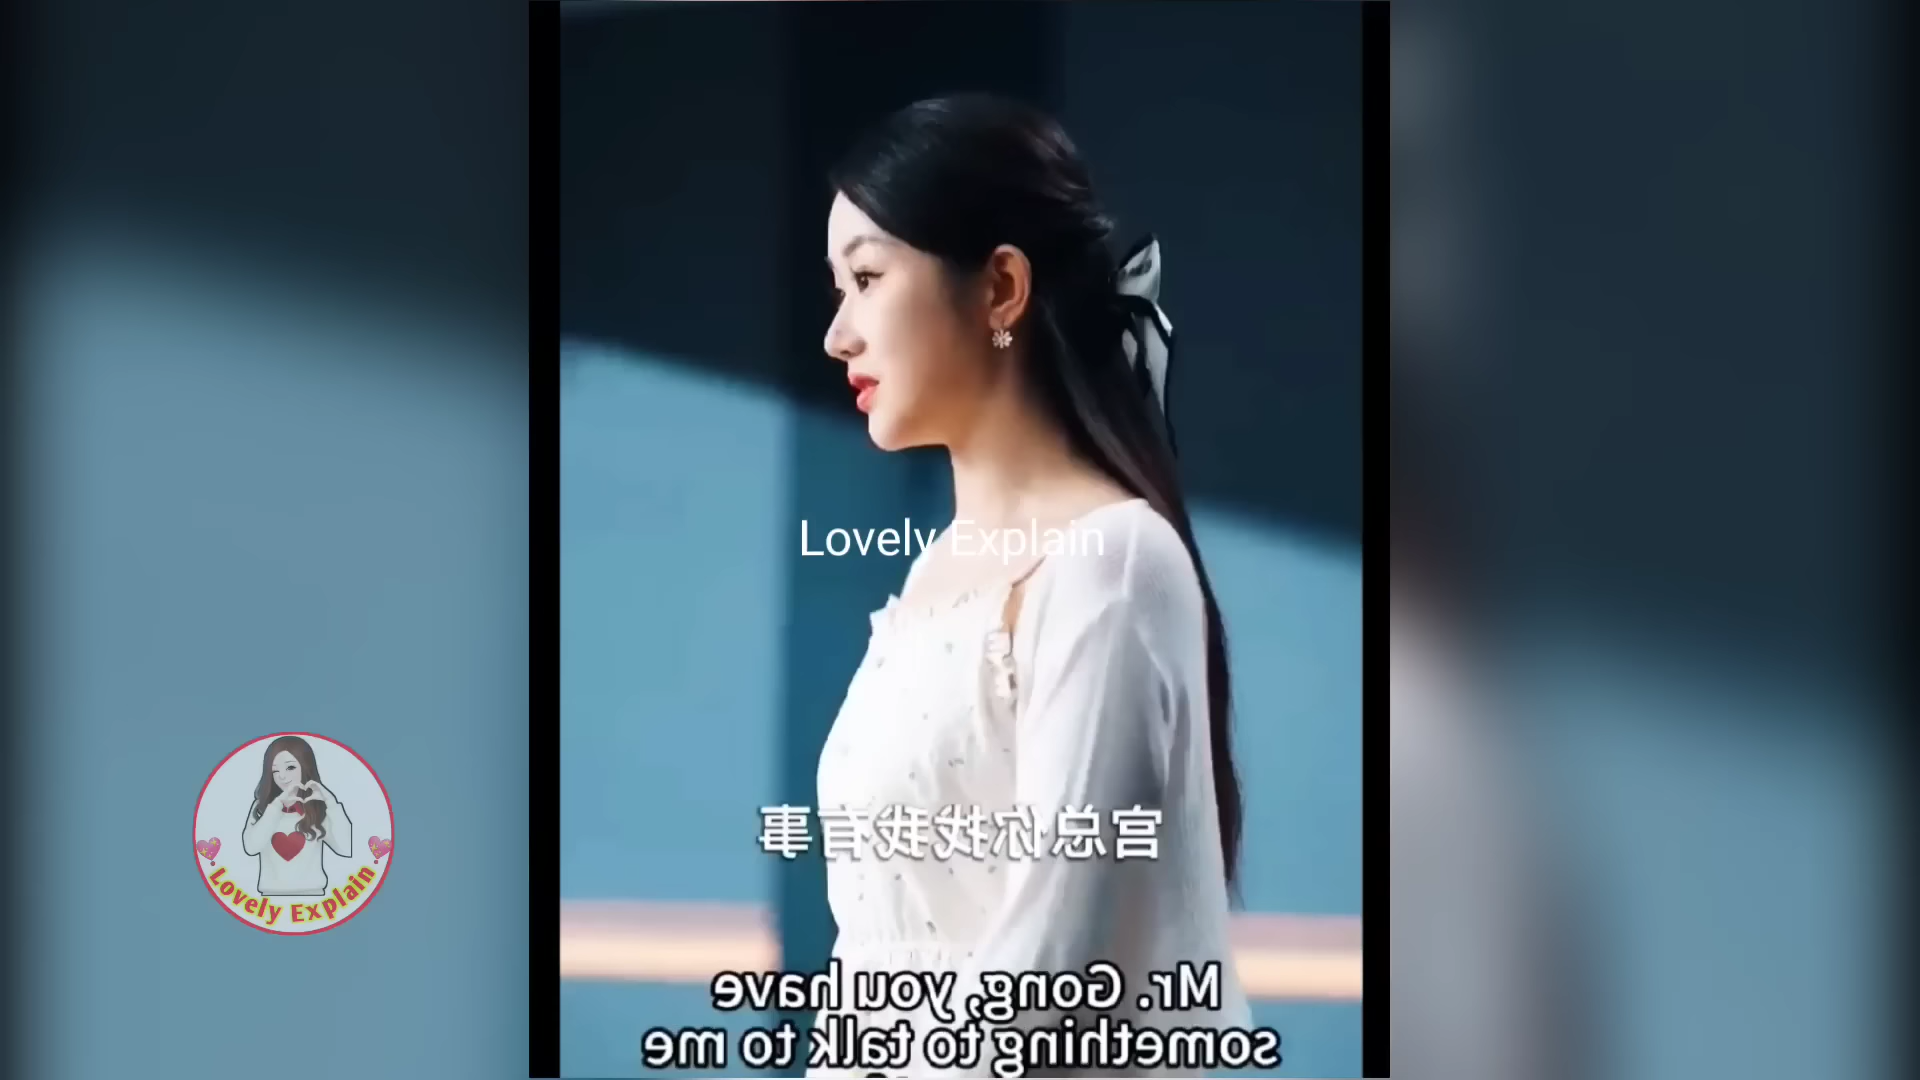 Lovely Explain
宫总你找我有事
Lovely Explain
Mr. Gong, you have
something to talk to me